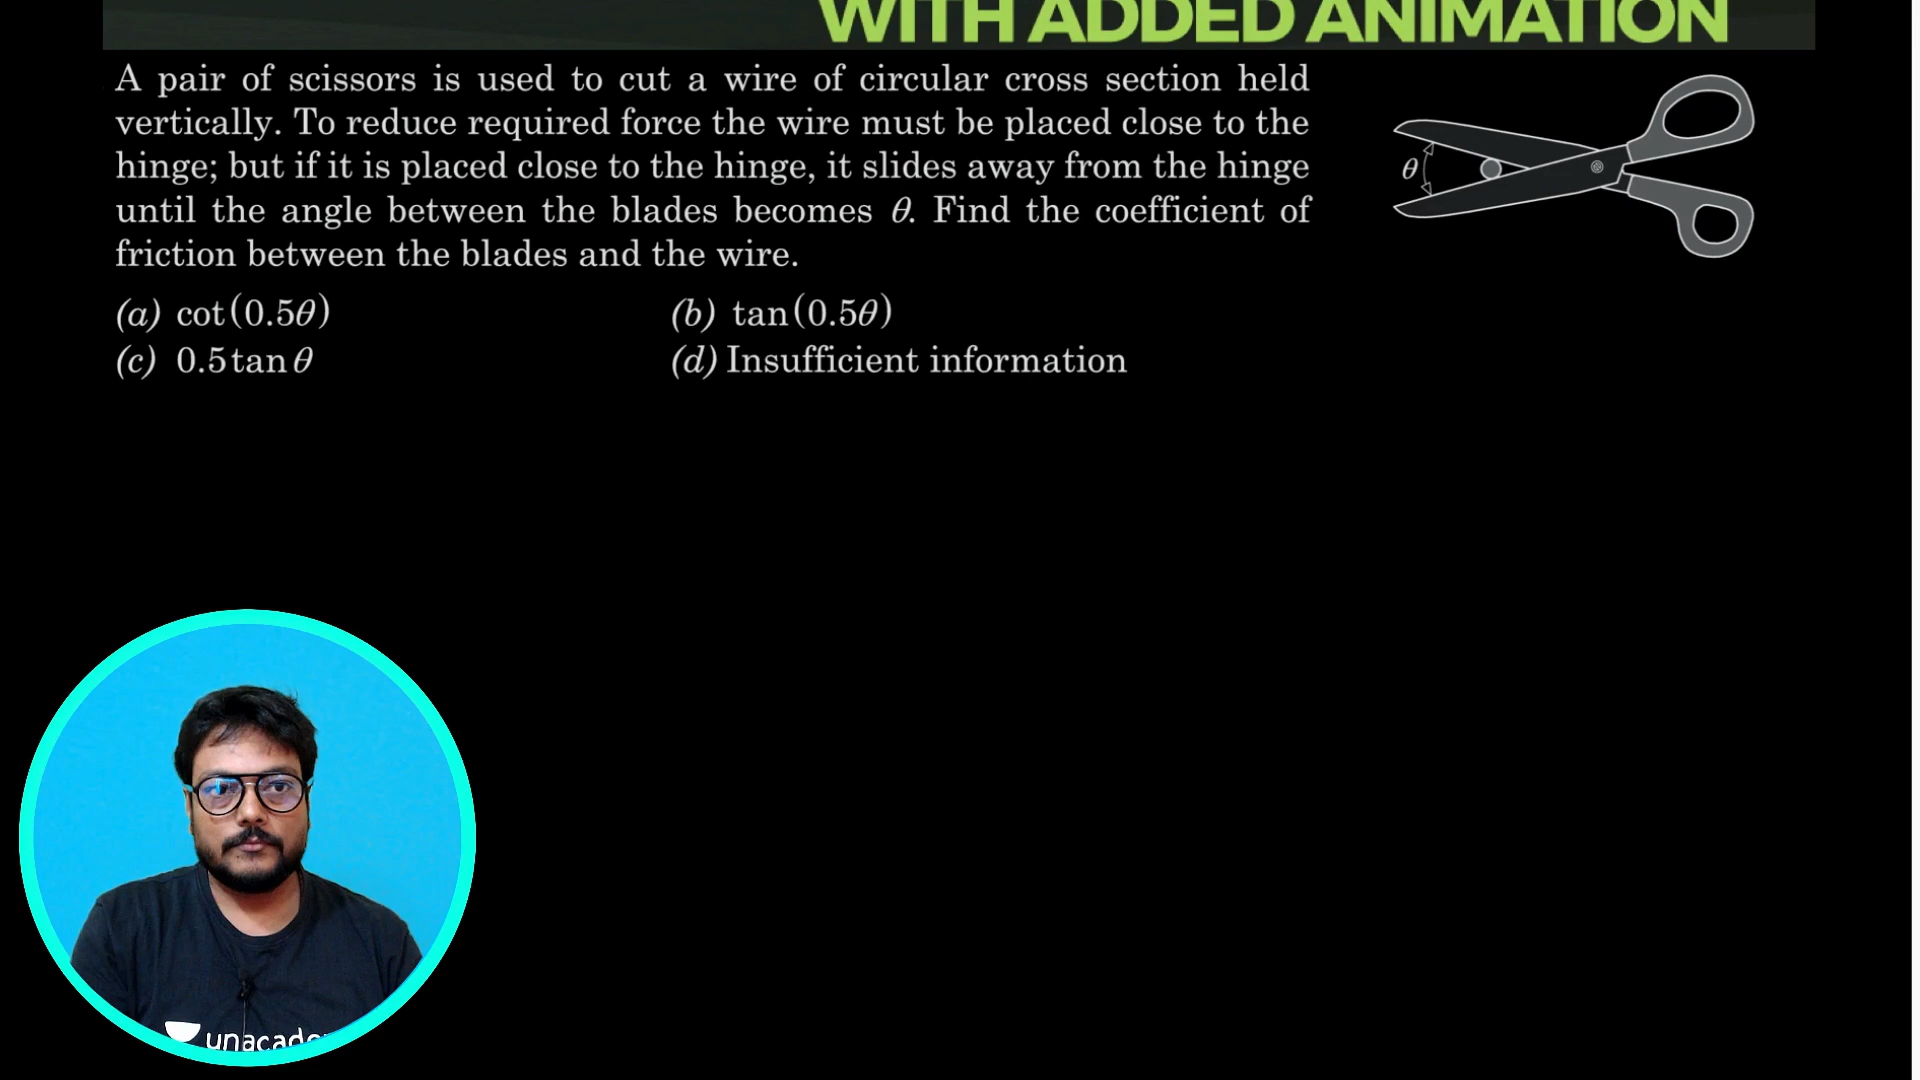 WITH ADDED ANIMATION
A pair of scissors is used to cut a wire of circular cross section held
vertically. To reduce required force the wire must be placed close to the
hinge; but if it is placed close to the hinge, it slides away from the hinge
until the angle between the blades becomes θ. Find the coefficient of
friction between the blades and the wire.
(a) cot(0.5θ) (b) tan(0.5θ)
(c) 0.5tanθ (d) Insufficient information
θ